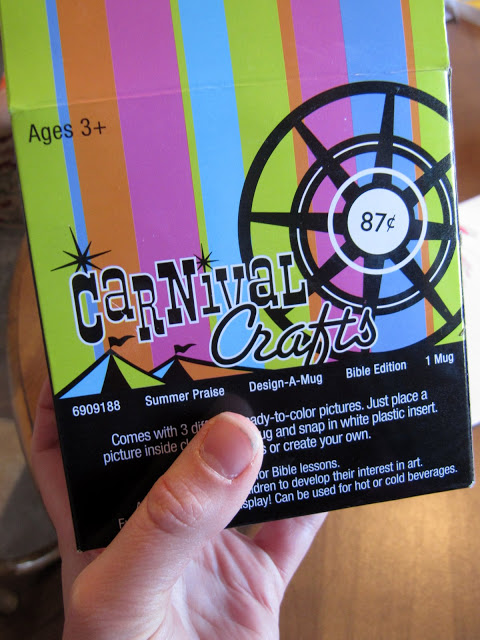 Ages 3+
87¢
CARNIVAL
Crafts
6909188 Summer Praise Design-A-Mug Bible Edition 1 Mug
Comes with 3 ready-to-color pictures. Just place a
picture inside and snap in white plastic insert.
or create your own.
for Bible lessons.
to develop their interest in art.
Can be used for hot or cold beverages.